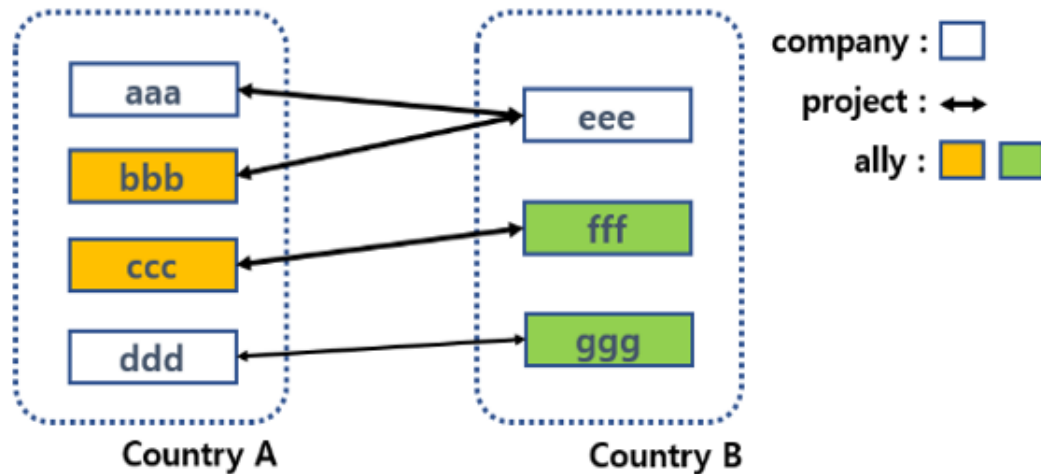 aaa
bbb
ccc
ddd
Country A
eee
fff
ggg
Country B
company :
project :
ally :